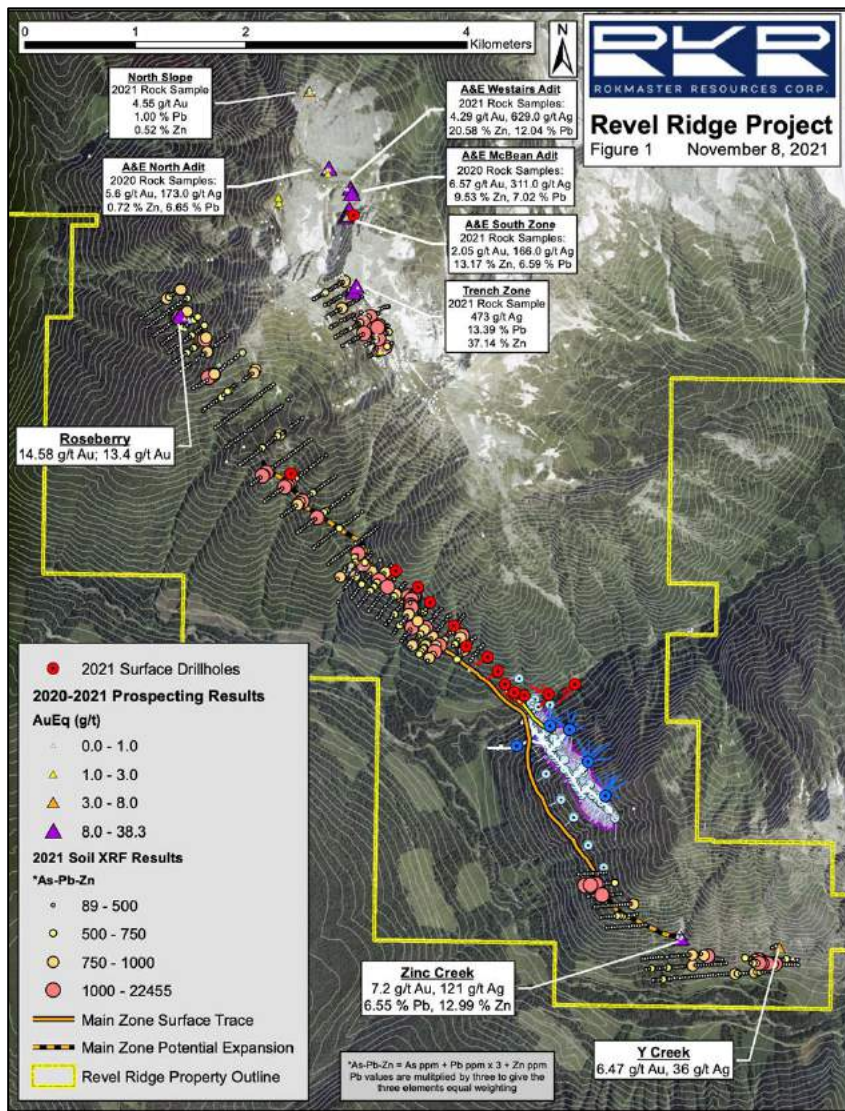 0 2 4
Kilometers
N
RKR
ROKMASTER RESOURCES CORP.
Revel Ridge Project
Figure 1 November 8, 2021
North Slope
2021 Rock Sample
4.55 g/t Au
1.00 % Pb
0.52 % Zn
A&E Westairs Adit
2021 Rock Samples:
4.29 g/t Au, 629.0 g/t Ag
20.58 % Zn, 12.04 % Pb
A&E North Adit
2020 Rock Samples:
5.6 g/t Au, 173.0 g/t Ag
0.72 % Zn, 6.65 % Pb
A&E McBean Adit
2020 Rock Samples:
6.57 g/t Au, 311.0 g/t Ag
9.53 % Zn, 7.02 % Pb
A&E South Zone
2021 Rock Samples:
2.05 g/t Au, 166.0 g/t Ag
13.17 % Zn, 6.59 % Pb
Trench Zone
2021 Rock Sample
473 g/t Ag
13.39 % Pb
37.14 % Zn
Roseberry
14.58 g/t Au; 13.4 g/t Au
2021 Surface Drillholes
2020-2021 Prospecting Results
AuEq (g/t)
0.0 - 1.0
1.0 - 3.0
3.0 - 8.0
8.0 - 38.3
2021 Soil XRF Results
*As-Pb-Zn
89 - 500
500 - 750
750 - 1000
1000 - 22455
Main Zone Surface Trace
Main Zone Potential Expansion
Revel Ridge Property Outline
Zinc Creek
7.2 g/t Au, 121 g/t Ag
6.55 % Pb, 12.99 % Zn
Y Creek
6.47 g/t Au, 36 g/t Ag
*As-Pb-Zn = As ppm + Pb ppm x 3 + Zn ppm
Pb values are mulitplied by three to give the
three elements equal weighting